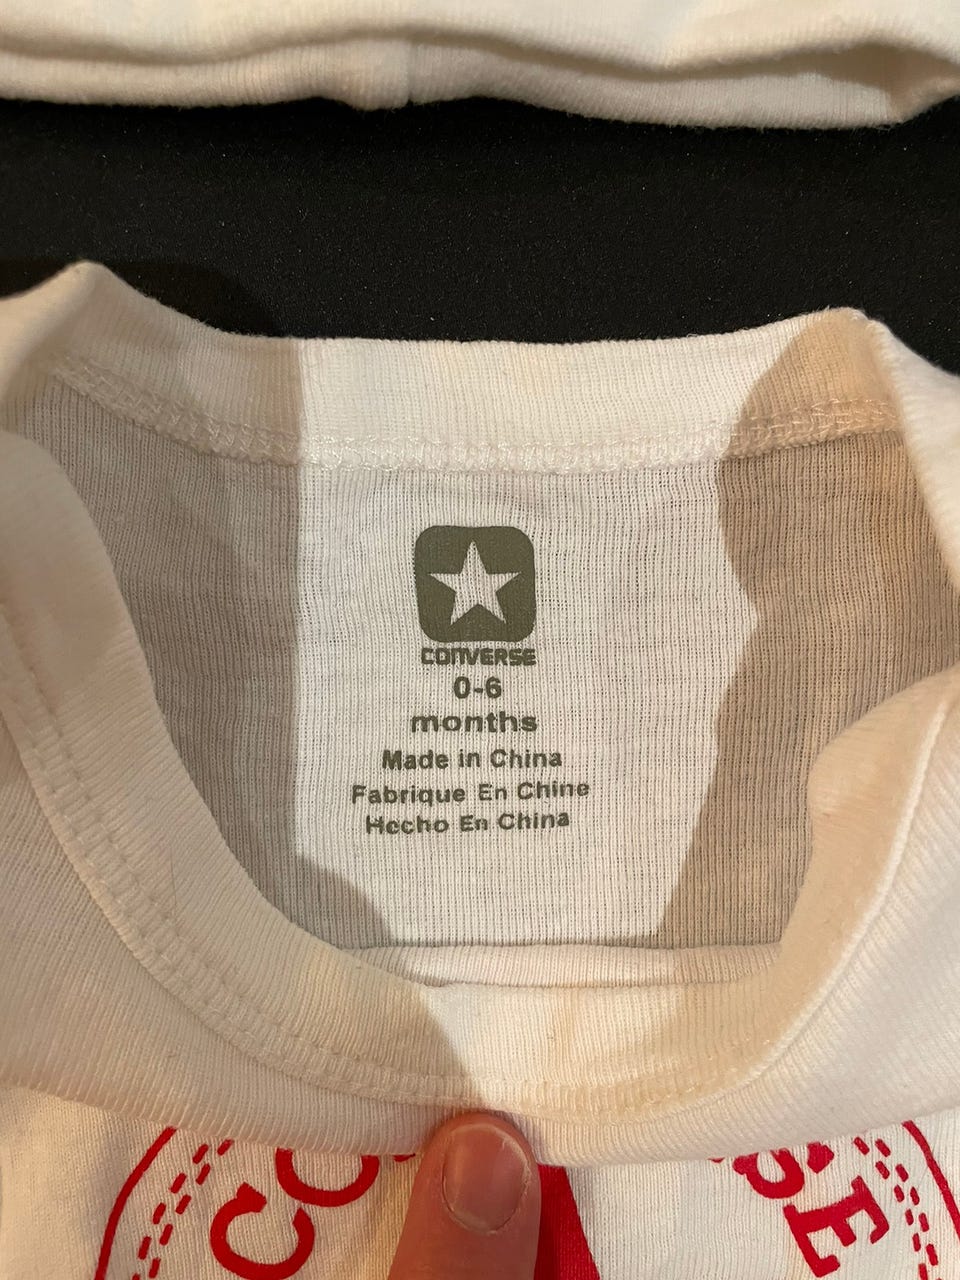 CONVERSE
0-6
months
Made in China
Fabrique En Chine
Hecho En China